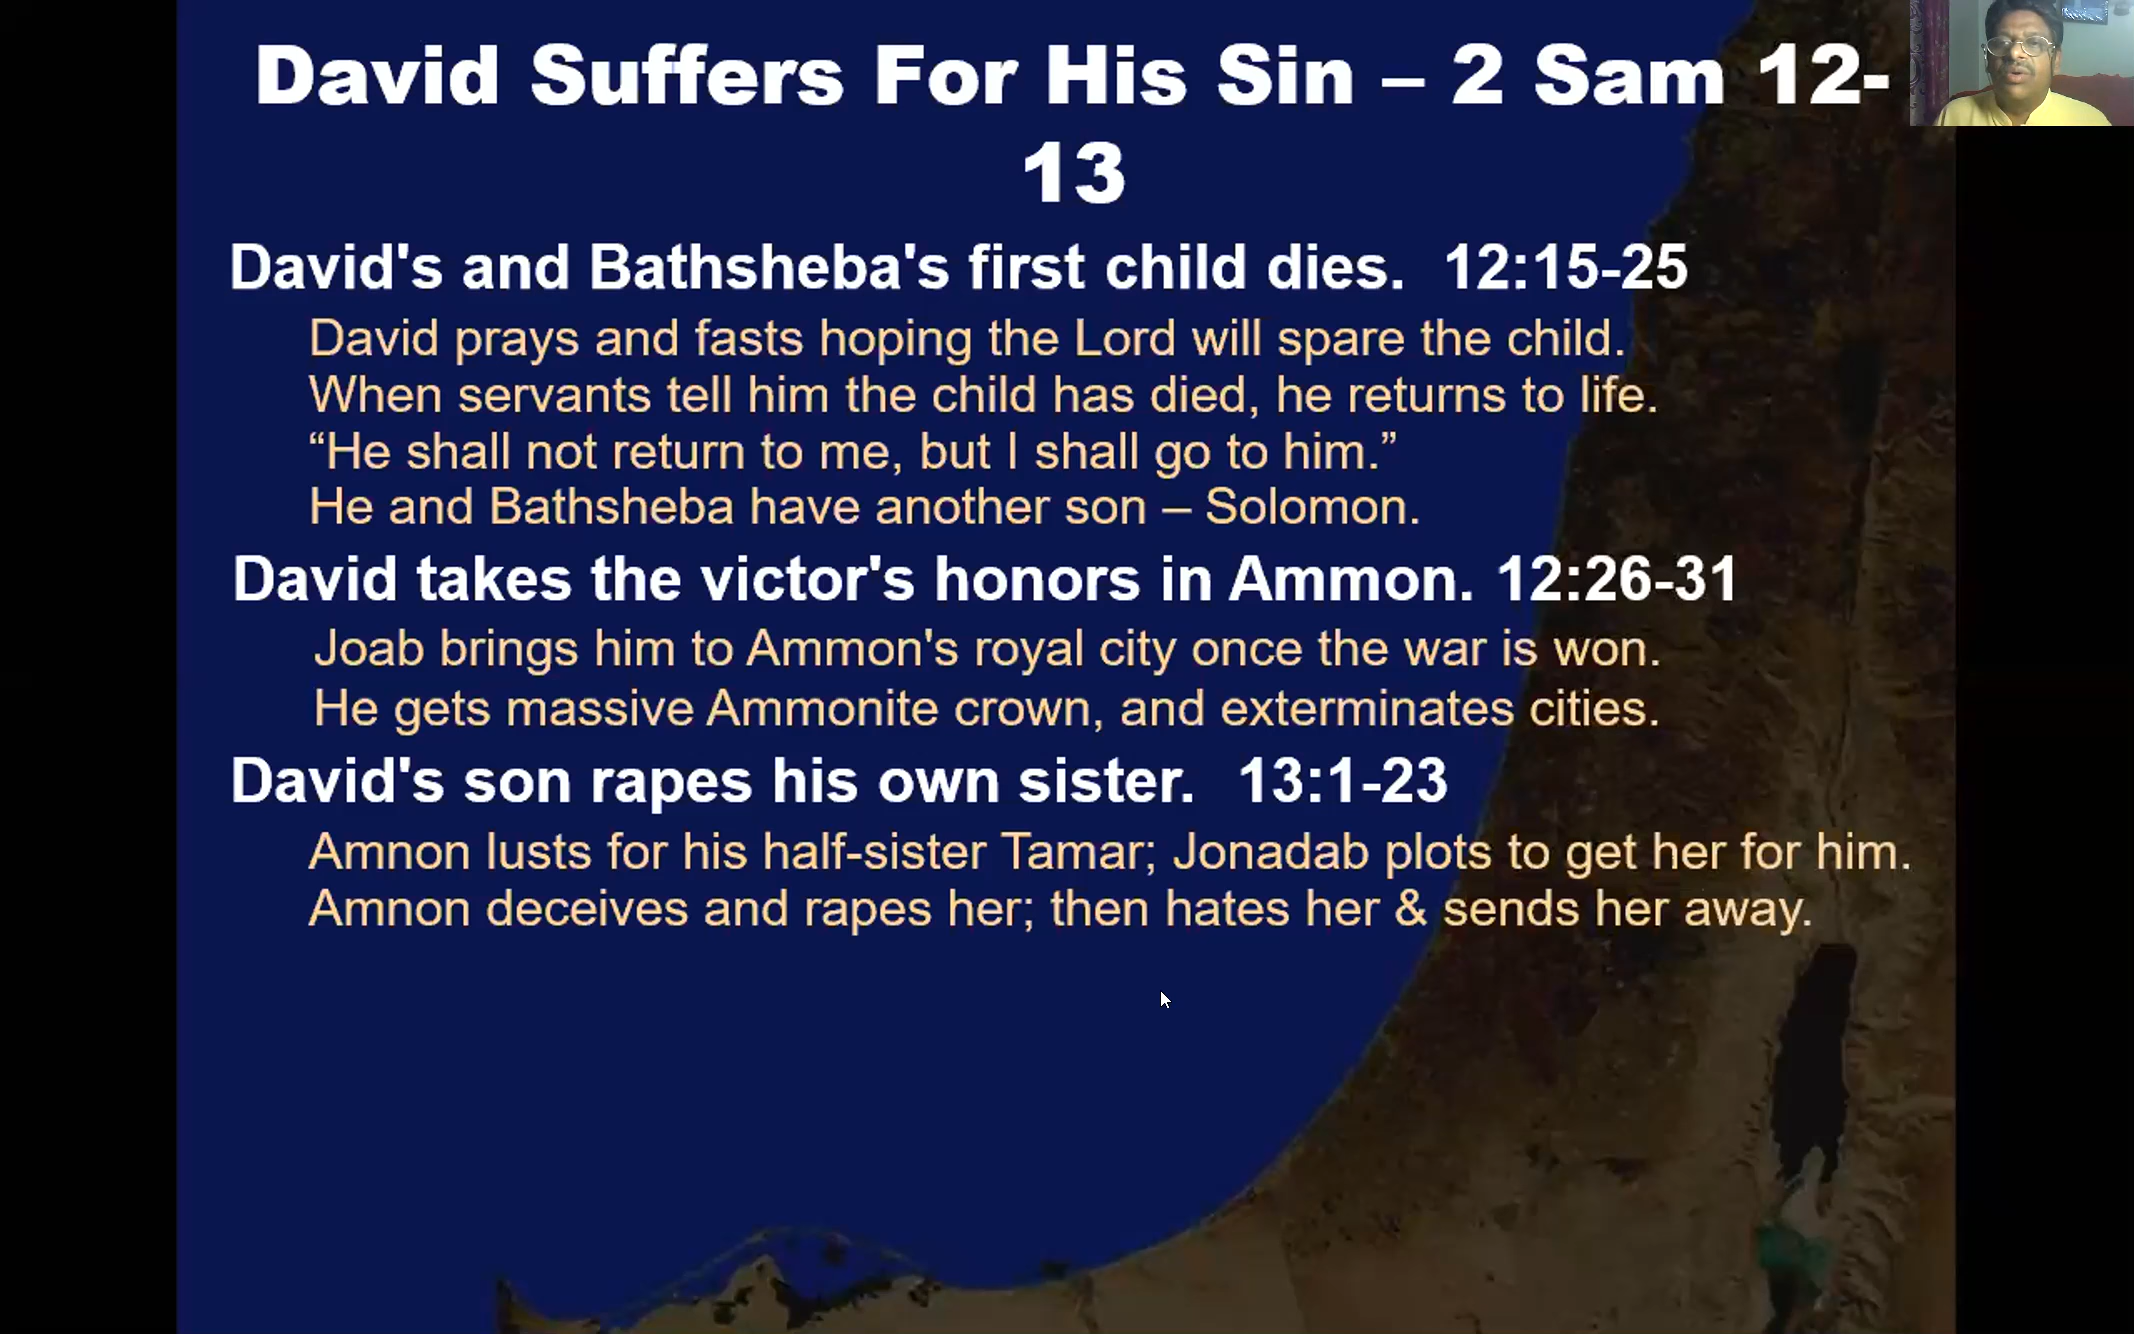 David Suffers For His Sin – 2 Sam 12-
13
David's and Bathsheba's first child dies.  12:15-25
David prays and fasts hoping the Lord will spare the child.
When servants tell him the child has died, he returns to life.
“He shall not return to me, but I shall go to him.”
He and Bathsheba have another son – Solomon.
David takes the victor's honors in Ammon. 12:26-31
Joab brings him to Ammon's royal city once the war is won.
He gets massive Ammonite crown, and exterminates cities.
David's son rapes his own sister.  13:1-23
Amnon lusts for his half-sister Tamar; Jonadab plots to get her for him.
Amnon deceives and rapes her; then hates her & sends her away.